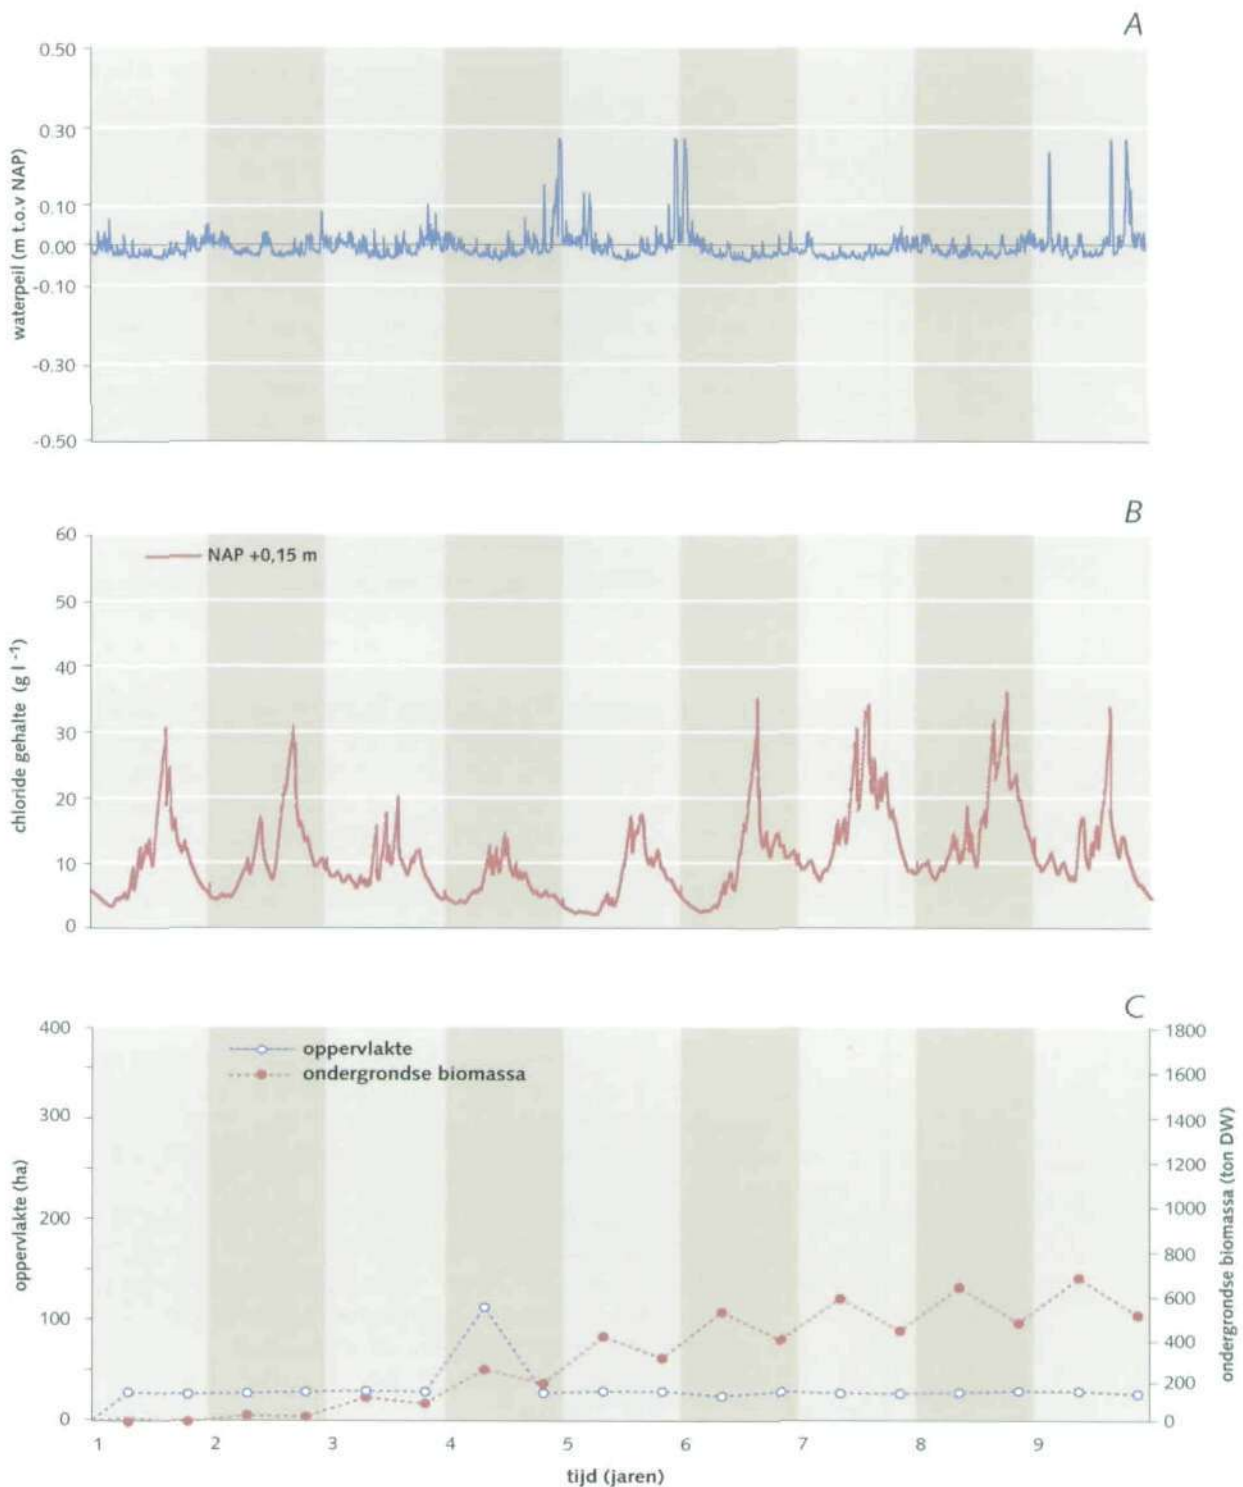 A
0.50
0.30
0.10
0.00
-0.10
-0.30
-0.50
waterpeil (m t.o.v NAP)
B
60
50
40
30
20
10
0
chloride gehalte (g l -1)
NAP +0,15 m
C
400
300
200
100
0
oppervlakte (ha)
oppervlakte
ondergrondse biomassa
1800
1600
1400
1200
1000
800
600
400
200
0
ondergrondse biomassa (ton DW)
1 2 3 4 5 6 7 8 9
tijd (jaren)